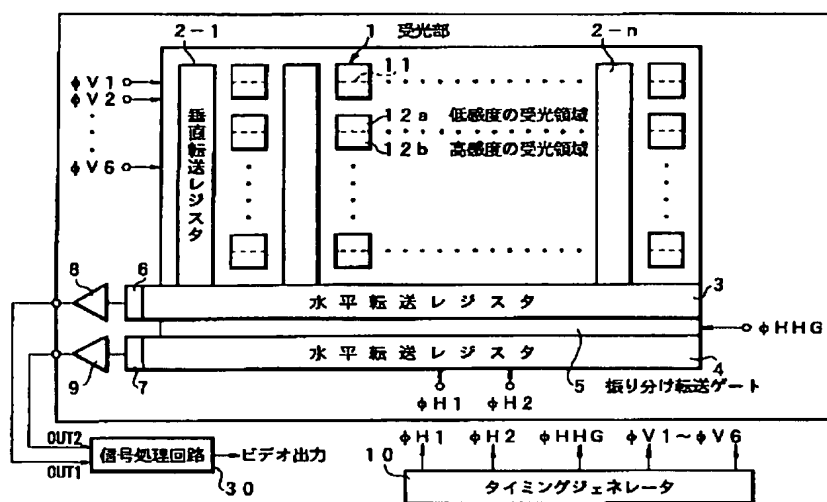 2-1
1 受光部
2-n
11
φV1
φV2
φV6
垂直転送レジスタ
12a 低感度の受光領域
12b 高感度の受光領域
8
6
水平転送レジスタ
3
φHHG
水平転送レジスタ
9
7
4
5 振り分け転送ゲート
φH1 φH2
OUT2
OUT1
信号処理回路
ビデオ出力
30
φH1 φH2 φHHG φV1〜φV6
10
タイミングジェネレータ